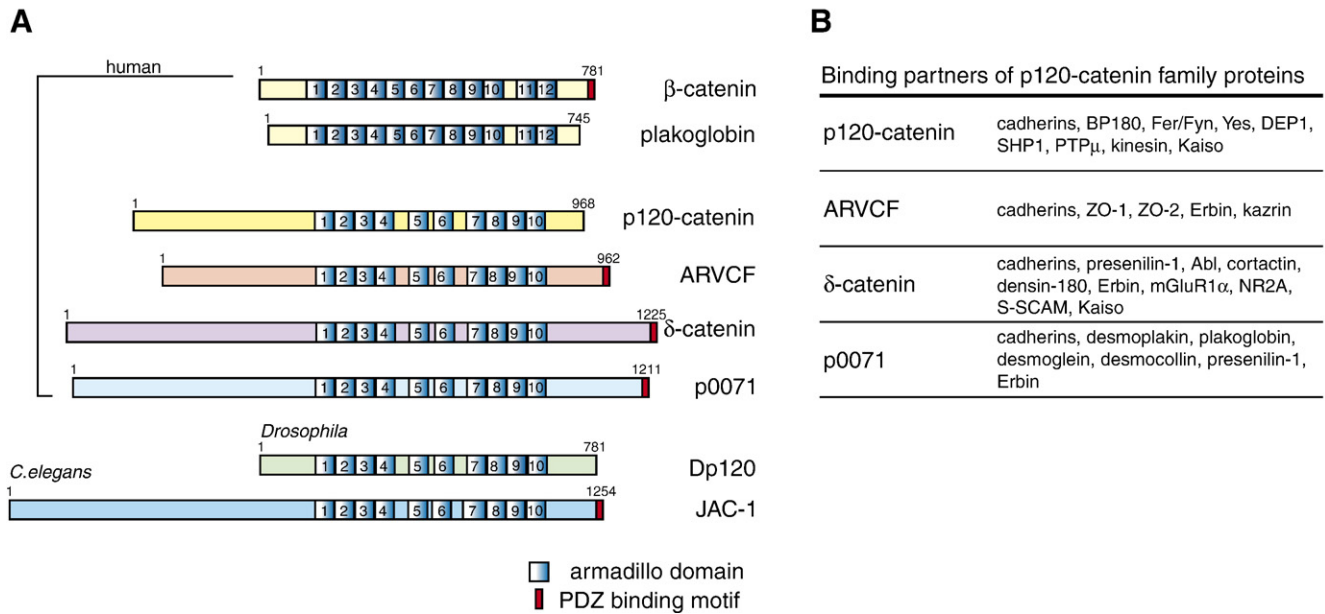 A
human
1 781
1 2 3 4 5 6 7 8 9 10 11 12
β-catenin
1 745
1 2 3 4 5 6 7 8 9 10 11 12
plakoglobin
1 968
1 2 3 4 5 6 7 8 9 10
p120-catenin
1 962
1 2 3 4 5 6 7 8 9 10
ARVCF
1 1225
1 2 3 4 5 6 7 8 9 10
δ-catenin
1 1211
1 2 3 4 5 6 7 8 9 10
p0071
Drosophila
1 781
1 2 3 4 5 6 7 8 9 10
Dp120
C.elegans
1 1254
1 2 3 4 5 6 7 8 9 10
JAC-1
armadillo domain
PDZ binding motif
B
Binding partners of p120-catenin family proteins
p120-catenin
cadherins, BP180, Fer/Fyn, Yes, DEP1,
SHP1, PTPμ, kinesin, Kaiso
ARVCF
cadherins, ZO-1, ZO-2, Erbin, kazrin
δ-catenin
cadherins, presenilin-1, Abl, cortactin,
densin-180, Erbin, mGluR1α, NR2A,
S-SCAM, Kaiso
p0071
cadherins, desmoplakin, plakoglobin,
desmoglein, desmocollin, presenilin-1,
Erbin